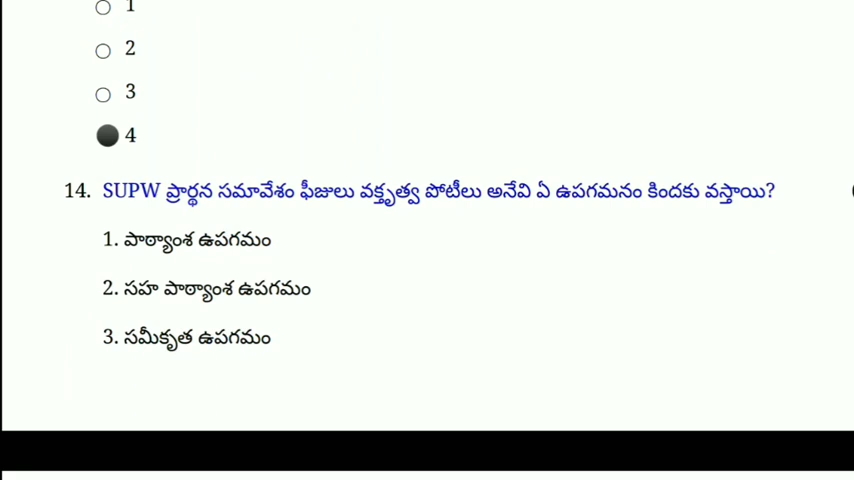 1
2
3
4
14. SUPW ప్రార్థన సమావేశం ఫీజులు వక్తృత్వ పోటీలు అనేవి ఏ ఉపగమనం కిందకు వస్తాయి?
1. పాఠ్యాంశ ఉపగమం
2. సహ పాఠ్యాంశ ఉపగమం
3. సమీకృత ఉపగమం